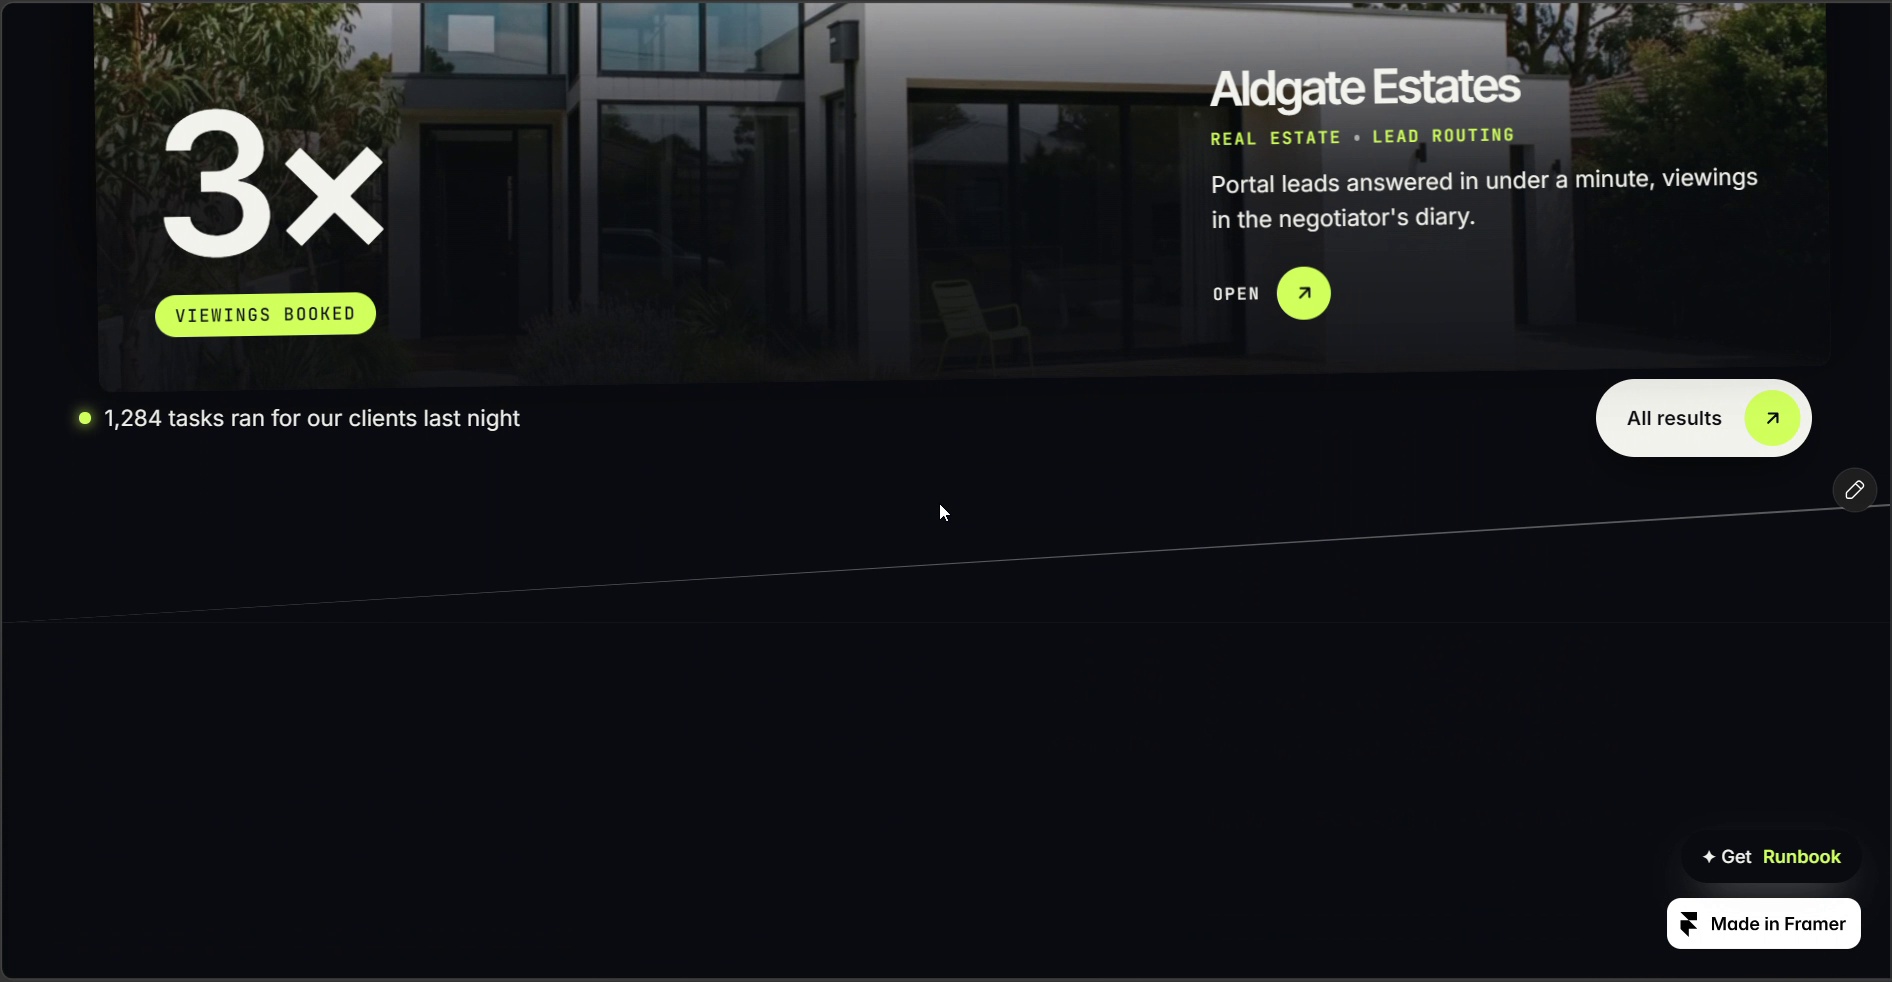 3×
VIEWINGS BOOKED
Aldgate Estates
REAL ESTATE • LEAD ROUTING
Portal leads answered in under a minute, viewings
in the negotiator's diary.
OPEN
1,284 tasks ran for our clients last night
All results
Get Runbook
Made in Framer